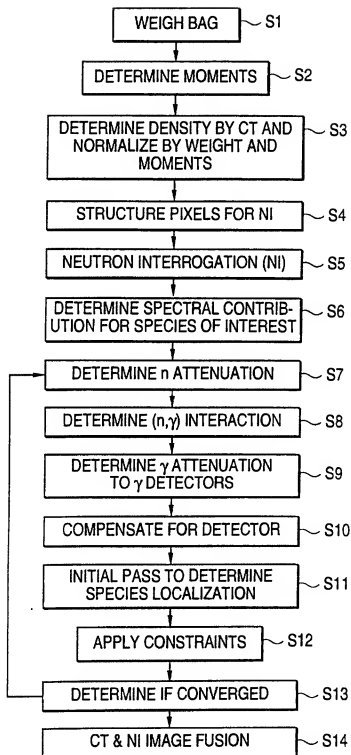 WEIGH BAG S1
DETERMINE MOMENTS S2
DETERMINE DENSITY BY CT AND
NORMALIZE BY WEIGHT AND
MOMENTS S3
STRUCTURE PIXELS FOR NI S4
NEUTRON INTERROGATION (NI) S5
DETERMINE SPECTRAL CONTRIB-
UTION FOR SPECIES OF INTEREST S6
DETERMINE n ATTENUATION S7
DETERMINE (n,γ) INTERACTION S8
DETERMINE γ ATTENUATION
TO γ DETECTORS S9
COMPENSATE FOR DETECTOR S10
INITIAL PASS TO DETERMINE
SPECIES LOCALIZATION S11
APPLY CONSTRAINTS S12
DETERMINE IF CONVERGED S13
CT & NI IMAGE FUSION S14